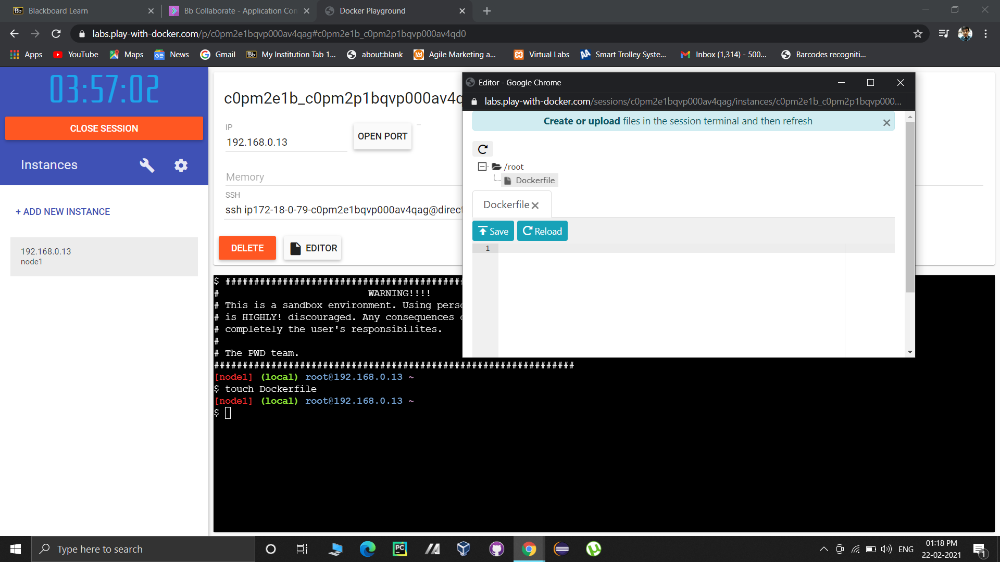 Blackboard Learn
Bb Collaborate - Application Con
Docker Playground
labs.play-with-docker.com/p/c0pm2e1bqvp000av4qag#c0pm2e1b_c0pm2p1bqvp000av4qd0
Apps
YouTube
Maps
News
Gmail
My Institution Tab 1...
about:blank
Agile Marketing a...
Virtual Labs
Smart Trolley Syste...
Inbox (1,314) - 500...
Barcodes recogniti...
03:57:02
CLOSE SESSION
Instances
+ ADD NEW INSTANCE
192.168.0.13
node1
c0pm2e1b_c0pm2p1bqvp000av4q
IP
192.168.0.13
OPEN PORT
Memory
SSH
ssh ip172-18-0-79-c0pm2e1bqvp000av4qag@direct
DELETE
EDITOR
Editor - Google Chrome
labs.play-with-docker.com/sessions/c0pm2e1bqvp000av4qag/instances/c0pm2e1b_c0pm2p1bqvp000...
Create or upload files in the session terminal and then refresh
/root
Dockerfile
Dockerfile
Save
Reload
1
$ ##########################################
# WARNING!!!!
# This is a sandbox environment. Using perso
# is HIGHLY! discouraged. Any consequences
# completely the user's responsibilites.
#
# The PWD team.
###############################################################
[node1] (local) root@192.168.0.13 ~
$ touch Dockerfile
[node1] (local) root@192.168.0.13 ~
$
Type here to search
ENG
01:18 PM
22-02-2021
1